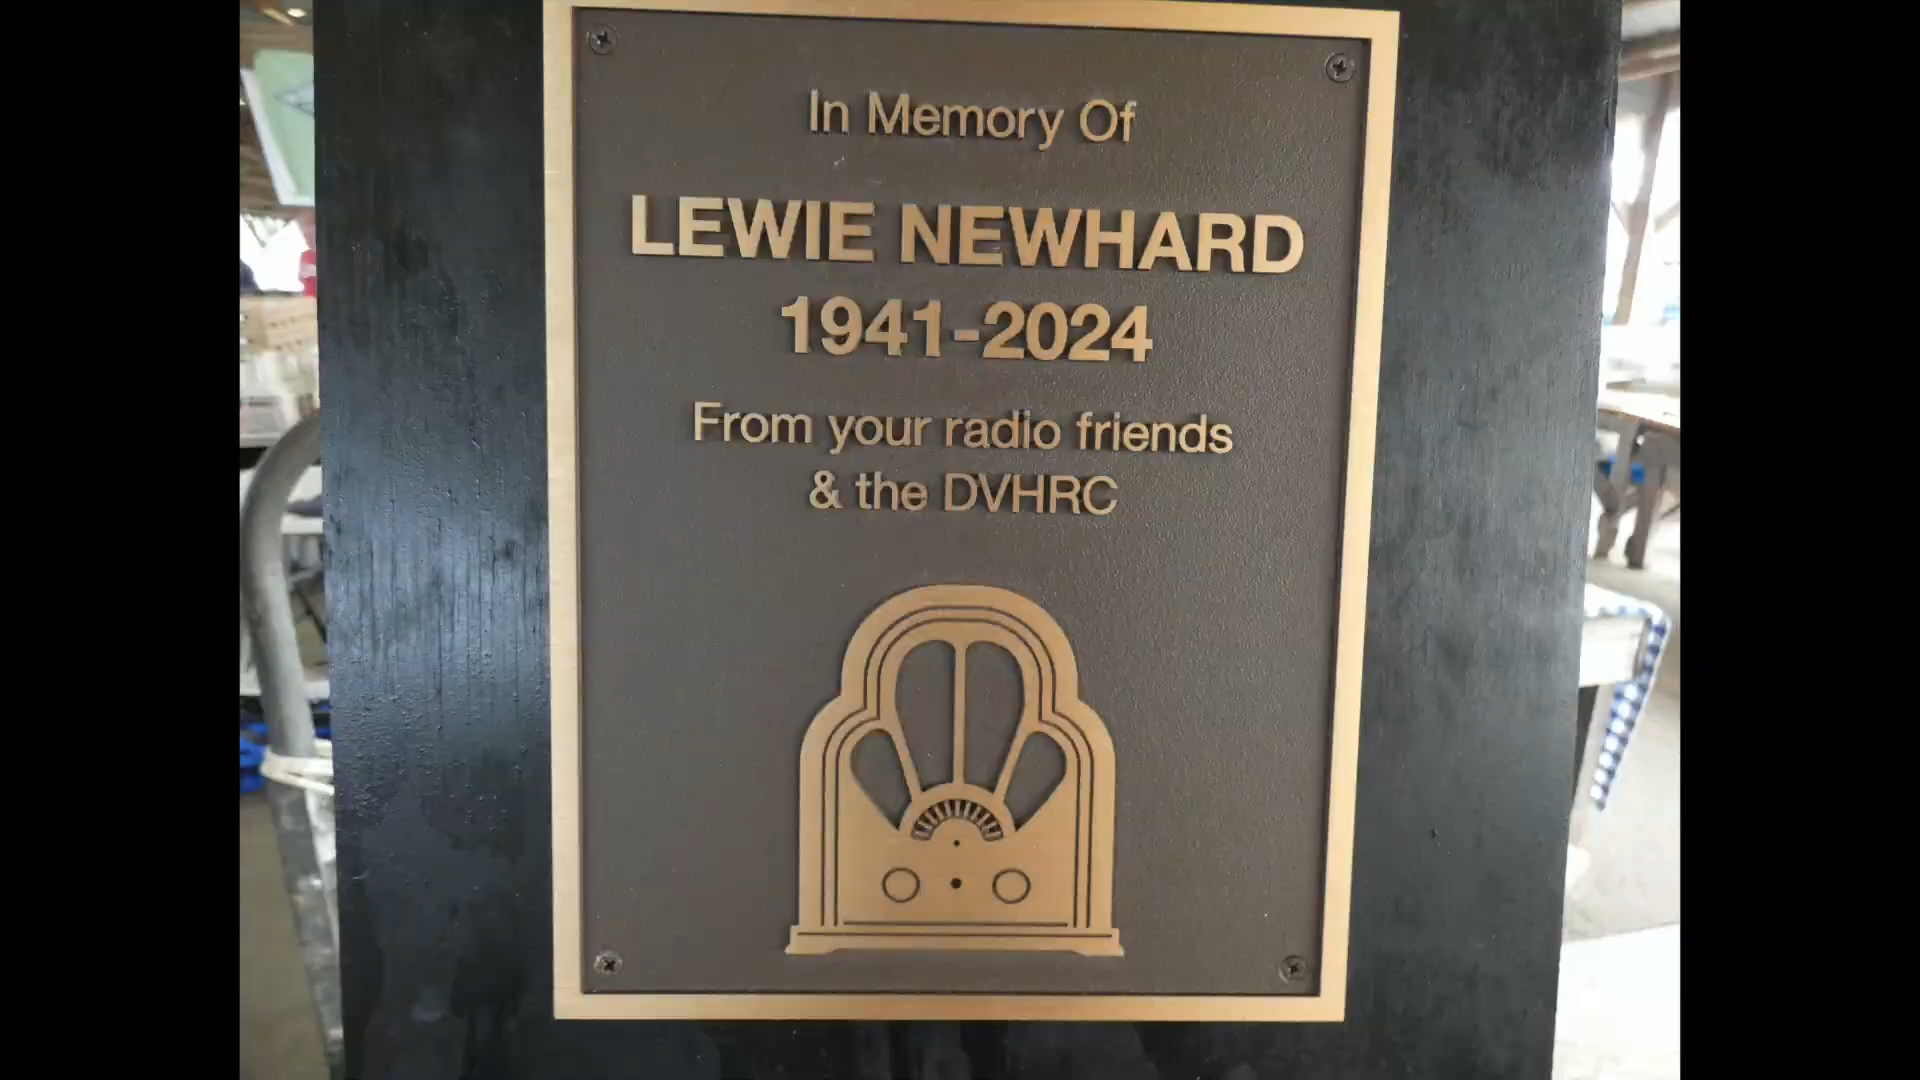 In Memory Of
LEWIE NEWHARD
1941-2024
From your radio friends
& the DVHRC